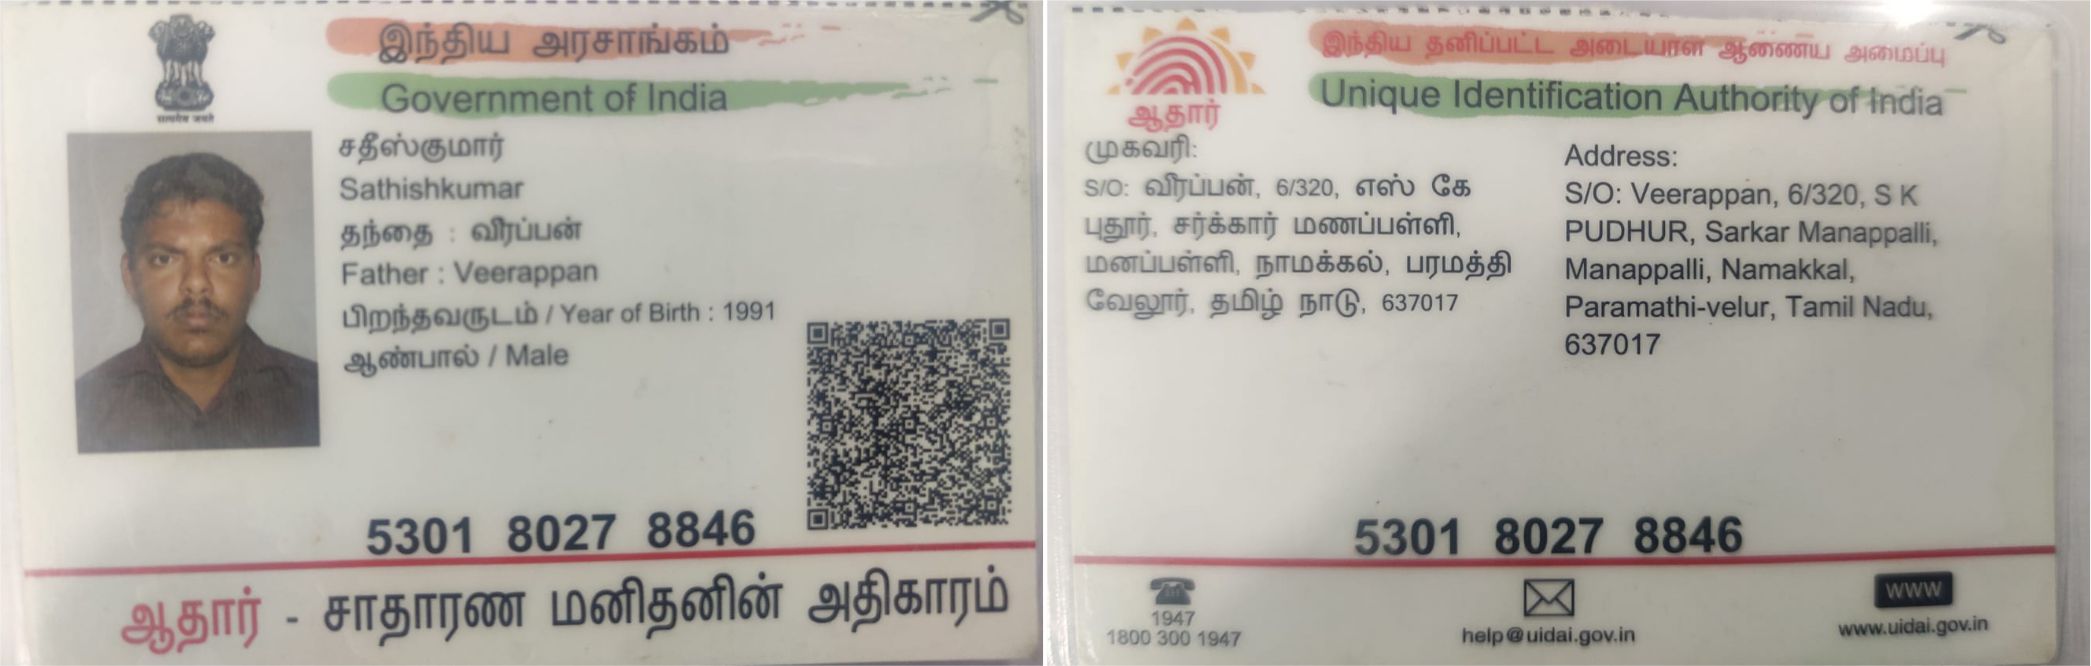 இந்திய அரசாங்கம்
Government of India
सत्यमेव जयते
சதீஸ்குமார்
Sathishkumar
தந்தை : வீரப்பன்
Father : Veerappan
பிறந்தவருடம் / Year of Birth : 1991
ஆண்பால் / Male
5301 8027 8846
ஆதார் - சாதாரண மனிதனின் அதிகாரம்
இந்திய தனிப்பட்ட அடையாள ஆணைய அமைப்பு
Unique Identification Authority of India
ஆதார்
முகவரி:
S/O: வீரப்பன், 6/320, எஸ் கே
புதூர், சர்க்கார் மணப்பள்ளி,
மனப்பள்ளி, நாமக்கல், பரமத்தி
வேலூர், தமிழ் நாடு, 637017
Address:
S/O: Veerappan, 6/320, S K
PUDHUR, Sarkar Manappalli,
Manappalli, Namakkal,
Paramathi-velur, Tamil Nadu,
637017
5301 8027 8846
1947
1800 300 1947
help@uidai.gov.in
WWW
www.uidai.gov.in